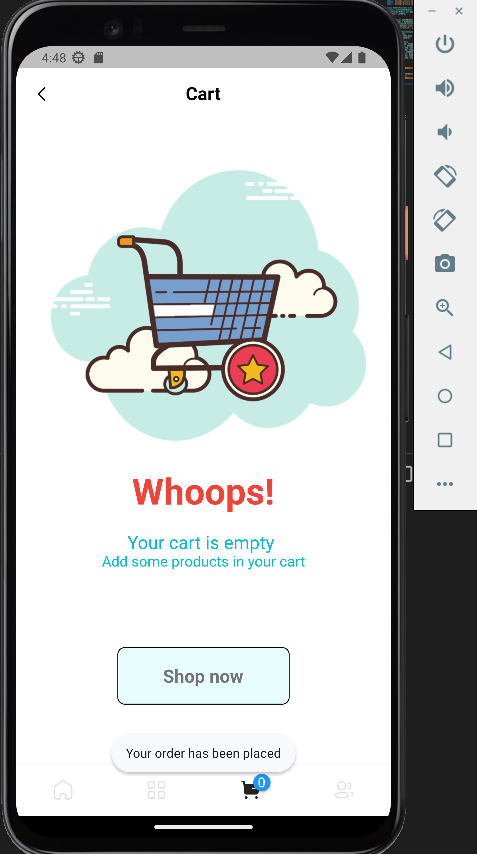 4:48
Cart
Whoops!
Your cart is empty
Add some products in your cart
Shop now
Your order has been placed
0